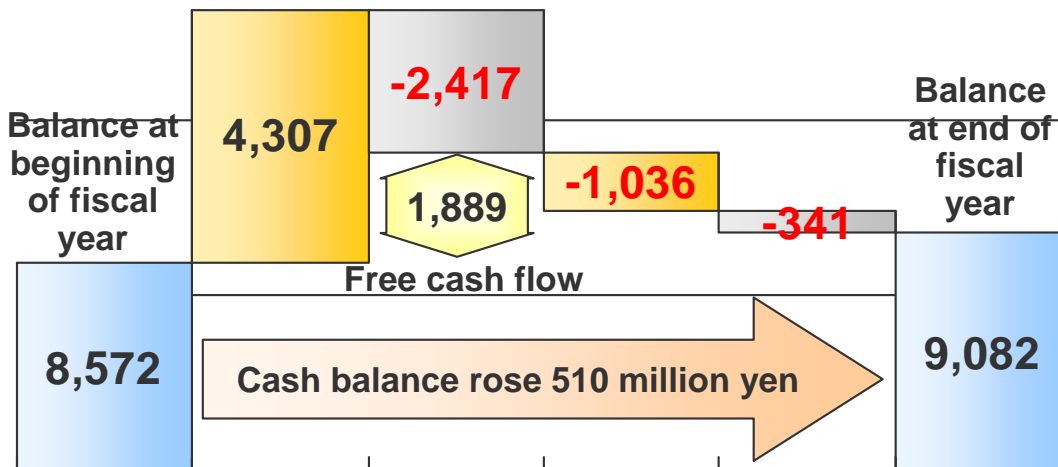 Balance at
beginning
of fiscal
year
8,572
4,307
-2,417
1,889
Free cash flow
-1,036
-341
Balance
at end of
fiscal
year
9,082
Cash balance rose 510 million yen